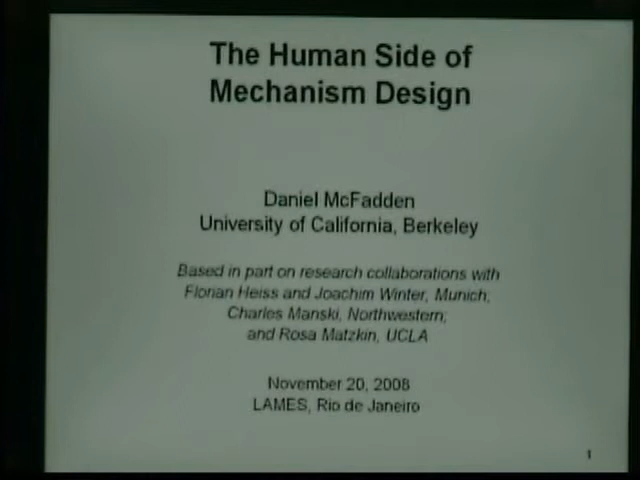 The Human Side of
Mechanism Design
Daniel McFadden
University of California, Berkeley
Based in part on research collaborations with
Florian Heiss and Joachim Winter, Munich,
Charles Manski, Northwestern,
and Rosa Matzkin, UCLA
November 20, 2008
LAMES, Rio de Janeiro
1